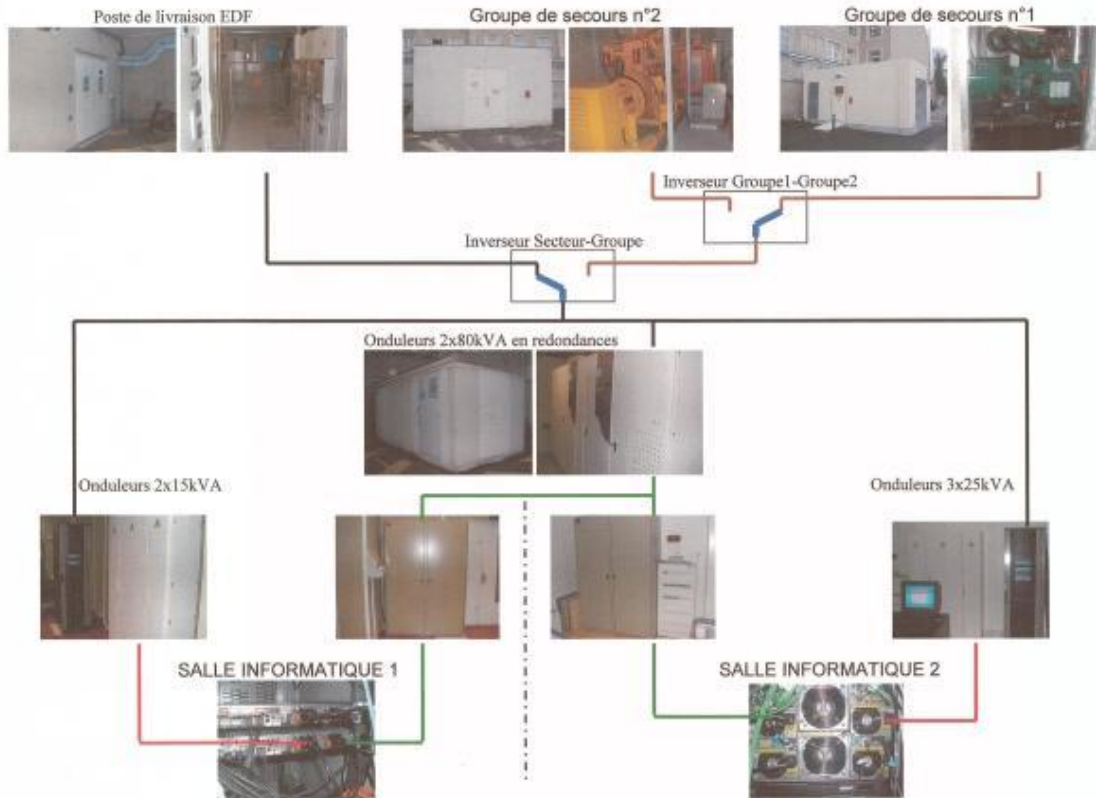 Poste de livraison EDF
Groupe de secours n°2
Groupe de secours n°1
Inverseur Groupe1-Groupe2
Inverseur Secteur-Groupe
Onduleurs 2x80kVA en redondances
Onduleurs 2x15kVA
Onduleurs 3x25kVA
SALLE INFORMATIQUE 1
SALLE INFORMATIQUE 2